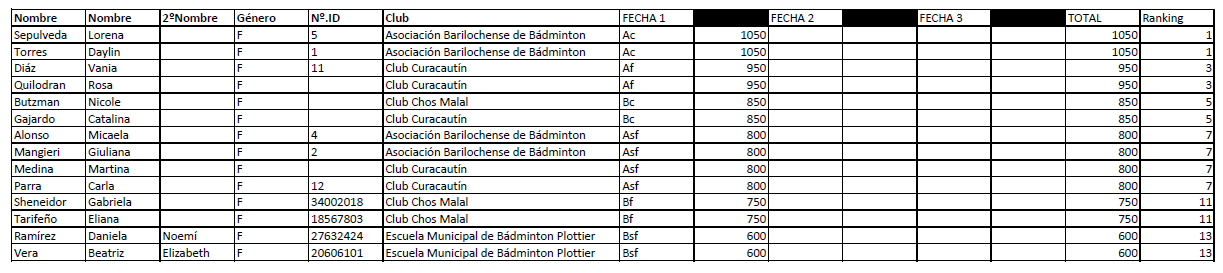 Nombre Nombre 2ºNombre Género Nº.ID Club FECHA 1 FECHA 2 FECHA 3 TOTAL Ranking
Sepulveda Lorena F 5 Asociación Barilochense de Bádminton Ac 1050 1050 1
Torres Daylin F 1 Asociación Barilochense de Bádminton Ac 1050 1050 1
Diáz Vania F 11 Club Curacautín Af 950 950 3
Quilodran Rosa F Club Curacautín Af 950 950 3
Butzman Nicole F Club Chos Malal Bc 850 850 5
Gajardo Catalina F Club Curacautín Bc 850 850 5
Alonso Micaela F 4 Asociación Barilochense de Bádminton Asf 800 800 7
Mangieri Giuliana F 2 Asociación Barilochense de Bádminton Asf 800 800 7
Medina Martina F Club Curacautín Asf 800 800 7
Parra Carla F 12 Club Curacautín Asf 800 800 7
Sheneidor Gabriela F 34002018 Club Chos Malal Bf 750 750 11
Tarifeño Eliana F 18567803 Club Chos Malal Bf 750 750 11
Ramírez Daniela Noemí F 27632424 Escuela Municipal de Bádminton Plottier Bsf 600 600 13
Vera Beatriz Elizabeth F 20606101 Escuela Municipal de Bádminton Plottier Bsf 600 600 13